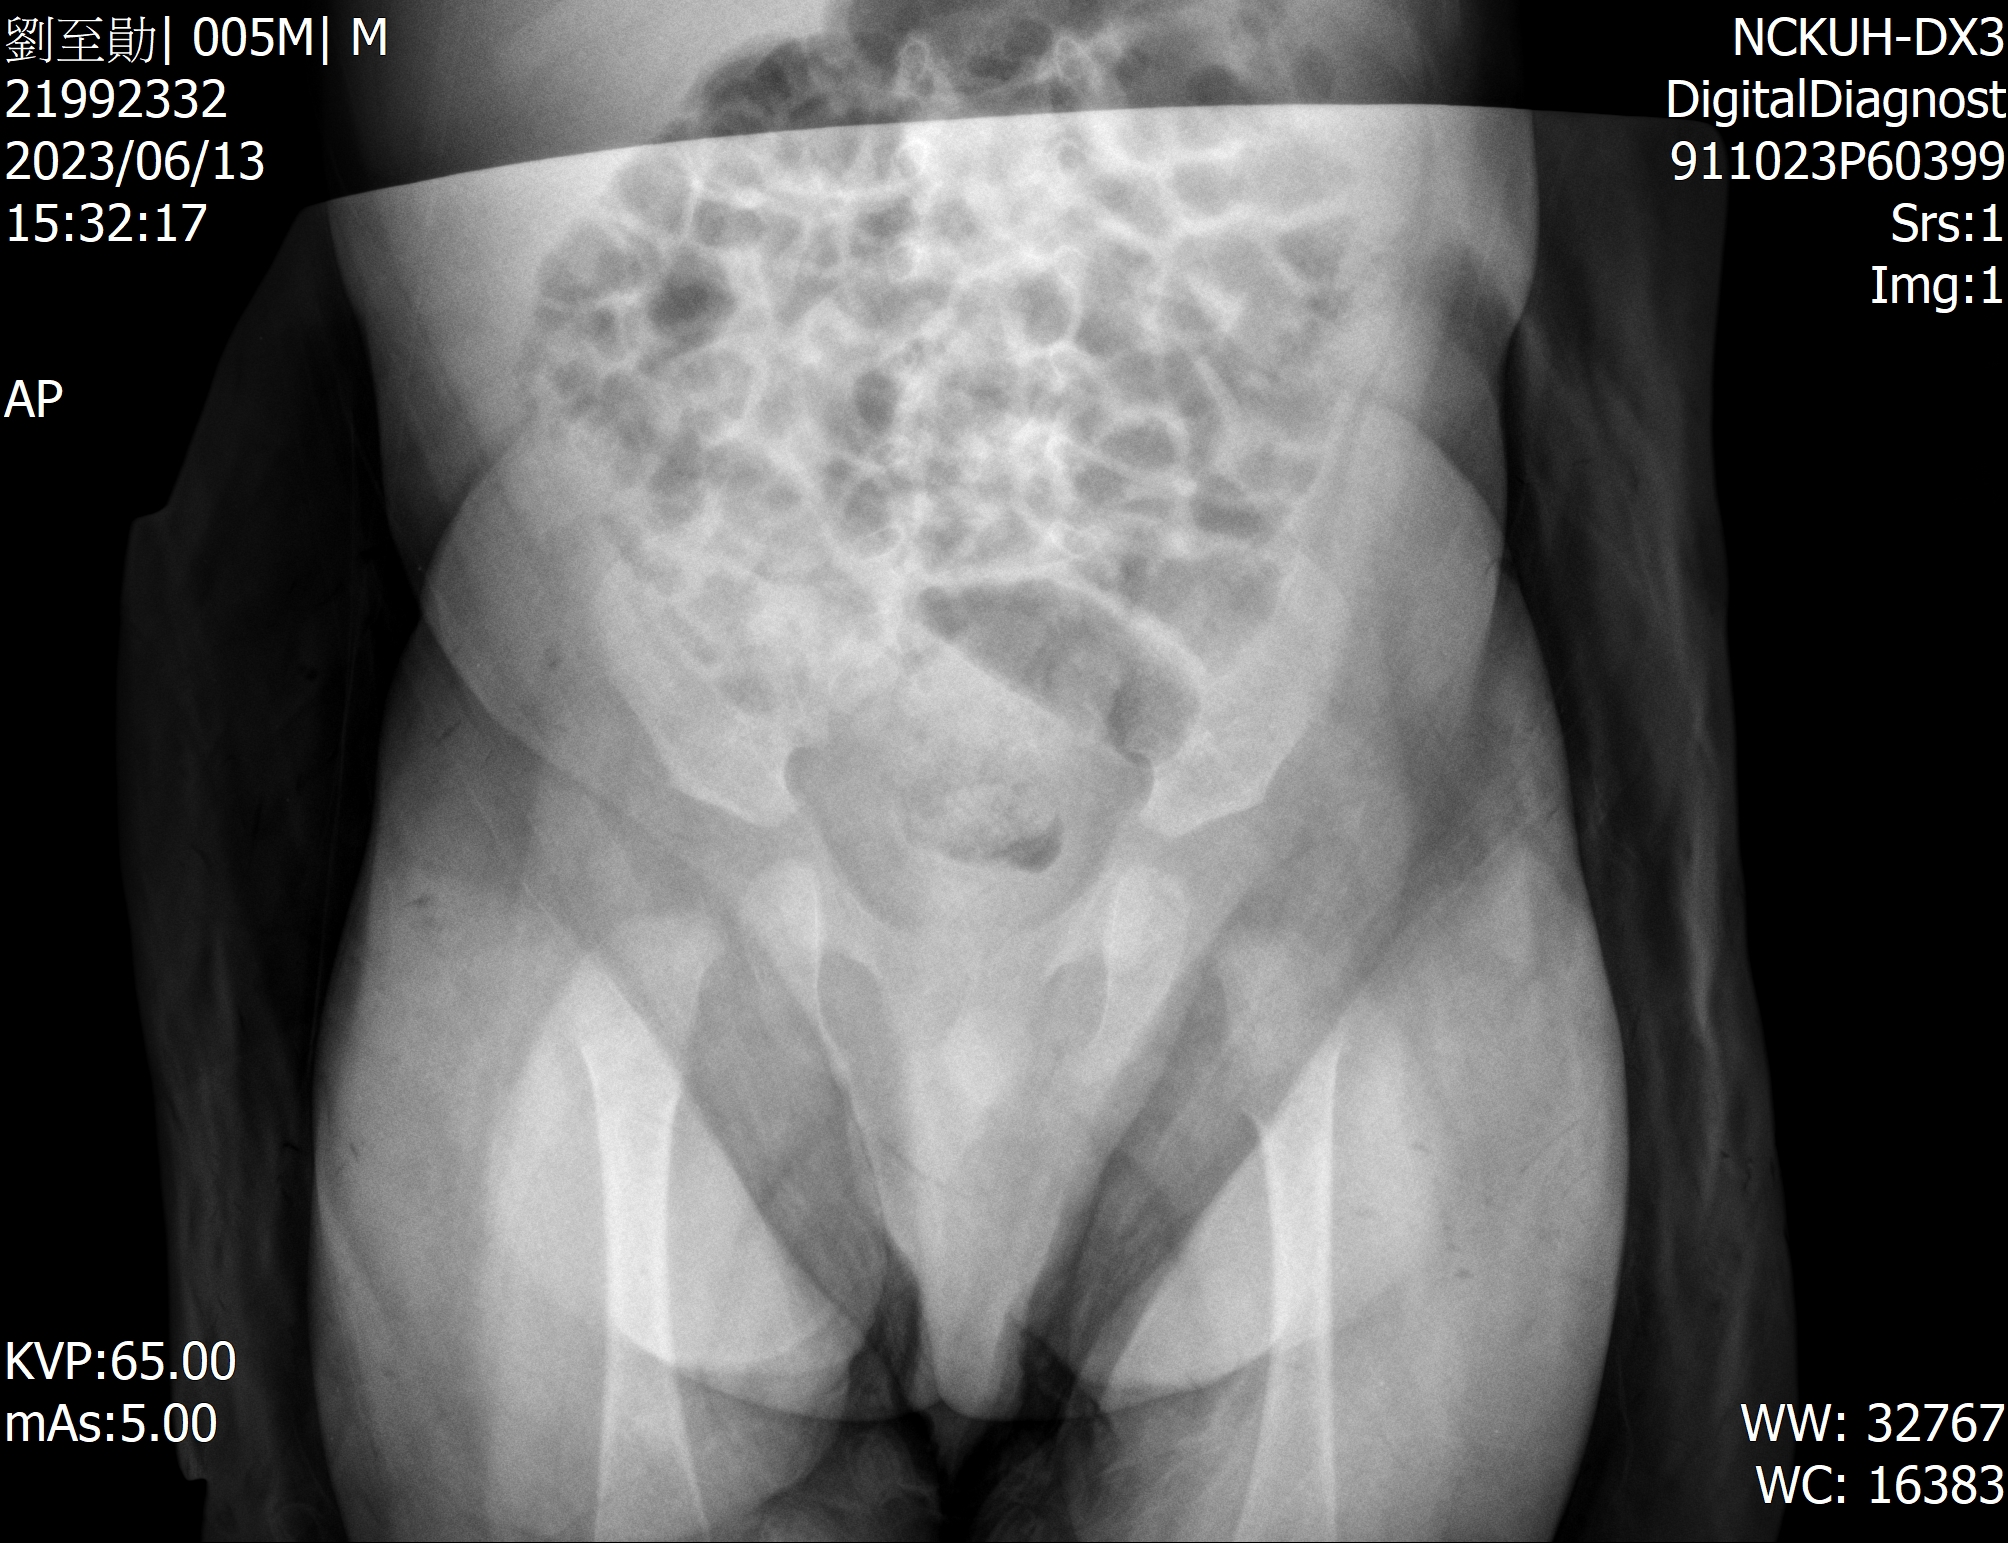 劉至勛| 005M| M
21992332
2023/06/13
15:32:17
AP
KVP:65.00
mAs:5.00
NCKUH-DX3
DigitalDiagnost
911023P60399
Srs:1
Img:1
WW: 32767
WC: 16383